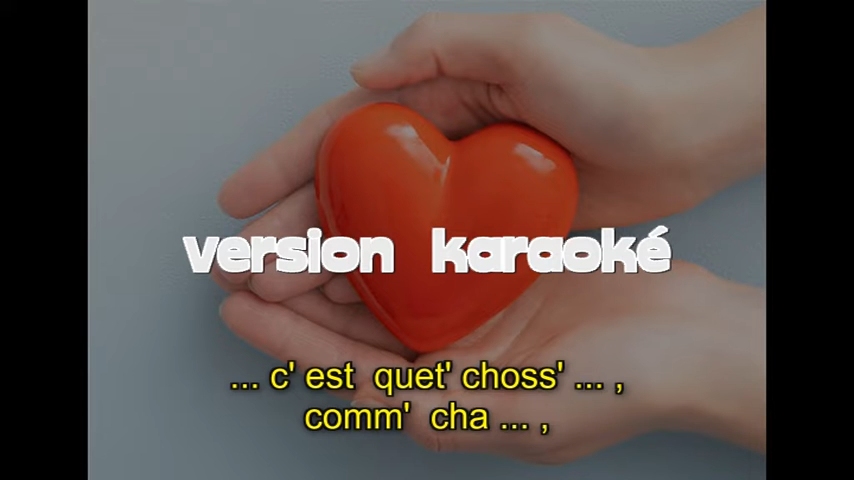 version karaoké
... c' est quet' choss' ... ,
comm' cha ... ,